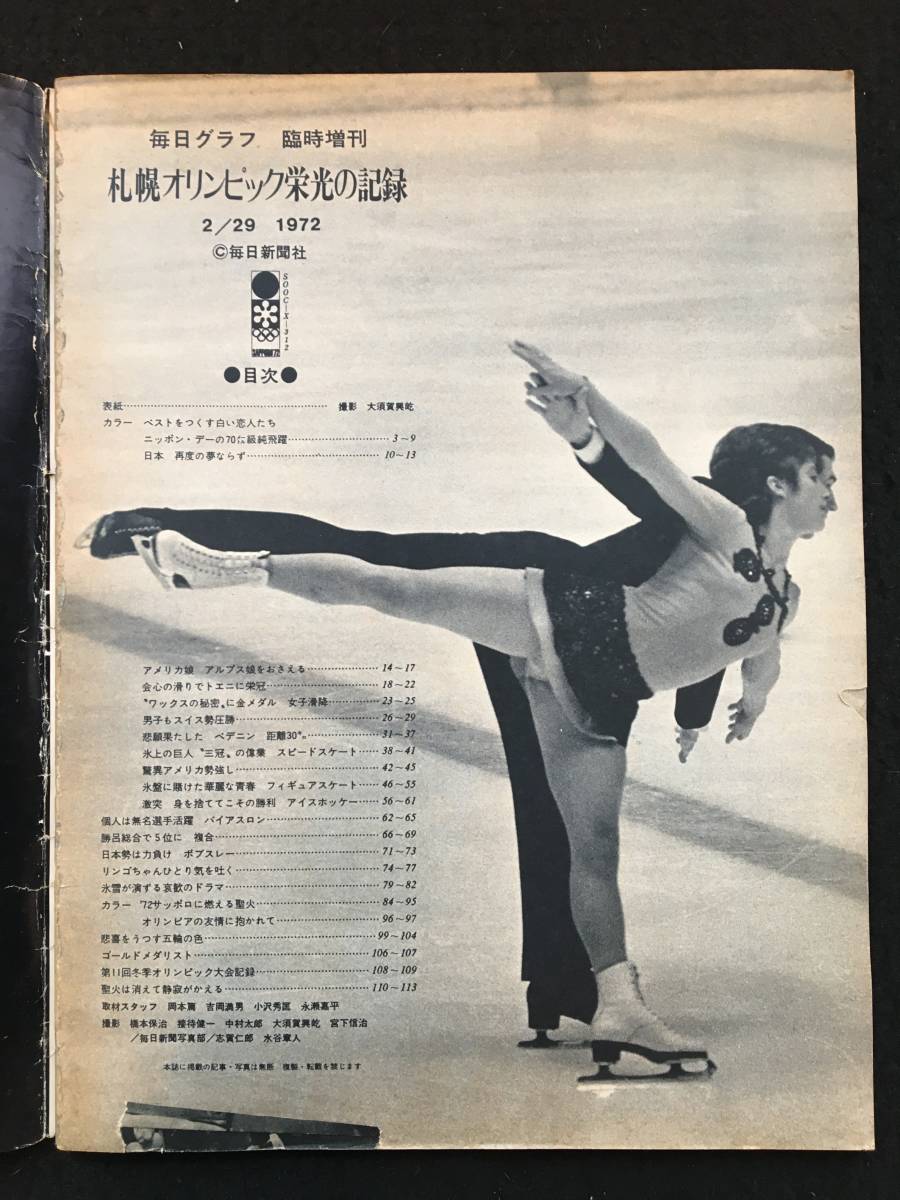 毎日グラフ 臨時増刊
札幌オリンピック栄光の記録
2/29 1972
©毎日新聞社
SOOC-X-312
SAPPORO'72
●目次●
表紙…………………………………… 撮影 大須賀興屹
カラー ベストをつくす白い恋人たち
ニッポン・デーの70㍍級純飛躍…………………3~9
日本 再度の夢ならず…………………………10~13
アメリカ娘 アルプス娘をおさえる…………………14~17
会心の滑りでトエニに栄冠…………………………18~22
〝ワックスの秘密〟に金メダル 女子滑降…………23~25
男子もスイス勢圧勝…………………………………26~29
悲願果たした ベデニン 距離30㌔…………………31~37
氷上の巨人〝三冠〟の偉業 スピードスケート……38~41
驚異アメリカ勢強し…………………………………42~45
氷盤に賭けた華麗な青春 フィギュアスケート……46~55
激突 身を捨ててこその勝利 アイスホッケー……56~61
個人は無名選手活躍 バイアスロン…………………62~65
勝呂総合で5位に 複合………………………………66~69
日本勢は力負け ボブスレー…………………………71~73
リンゴちゃんひとり気を吐く…………………………74~77
氷雪が演ずる哀歓のドラマ……………………………79~82
カラー '72サッポロに燃える聖火……………………84~95
オリンピアの友情に抱かれて…………………………96~97
悲喜をうつす五輪の色…………………………………99~104
ゴールドメダリスト……………………………………106~107
第11回冬季オリンピック大会記録……………………108~109
聖火は消えて静寂がかえる……………………………110~113
取材スタッフ 岡本篤 吉岡満男 小沢秀匡 永瀬嘉平
撮影 橋本保治 接待健一 中村太郎 大須賀興屹 宮下信治
/毎日新聞写真部/志賀仁郎 水谷章人
本誌に掲載の記事・写真は無断 複製・転載を禁じます